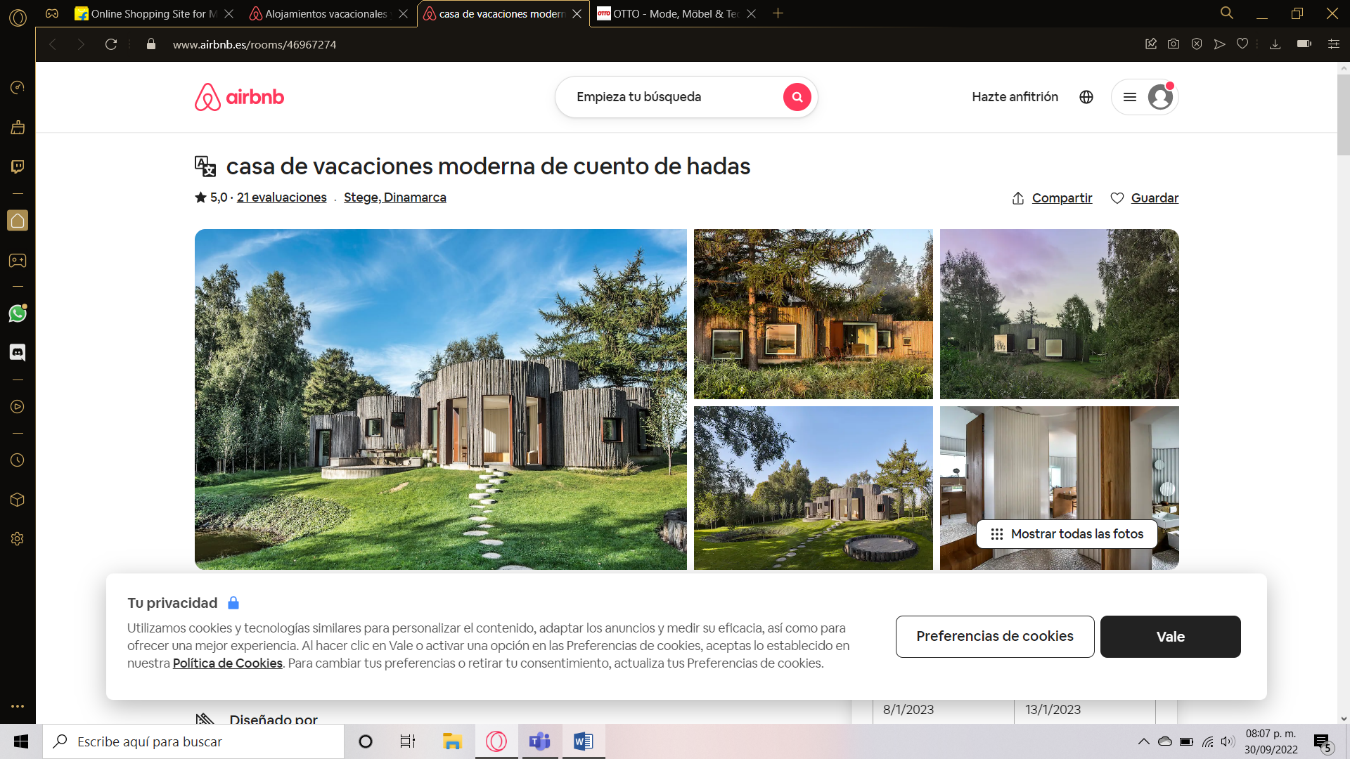 Online Shopping Site for M
Alojamientos vacacionales
casa de vacaciones modern
OTTO - Mode, Möbel & Te
www.airbnb.es/rooms/46967274
airbnb
Empieza tu búsqueda
Hazte anfitrión
casa de vacaciones moderna de cuento de hadas
5,0 · 21 evaluaciones . Stege, Dinamarca
Compartir
Guardar
Mostrar todas las fotos
Tu privacidad
Utilizamos cookies y tecnologías similares para personalizar el contenido, adaptar los anuncios y medir su eficacia, así como para
ofrecer una mejor experiencia. Al hacer clic en Vale o activar una opción en las Preferencias de cookies, aceptas lo establecido en
nuestra Política de Cookies. Para cambiar tus preferencias o retirar tu consentimiento, actualiza tus Preferencias de cookies.
Preferencias de cookies
Vale
Diseñado por
8/1/2023
13/1/2023
Escribe aquí para buscar
08:07 p. m.
30/09/2022
5